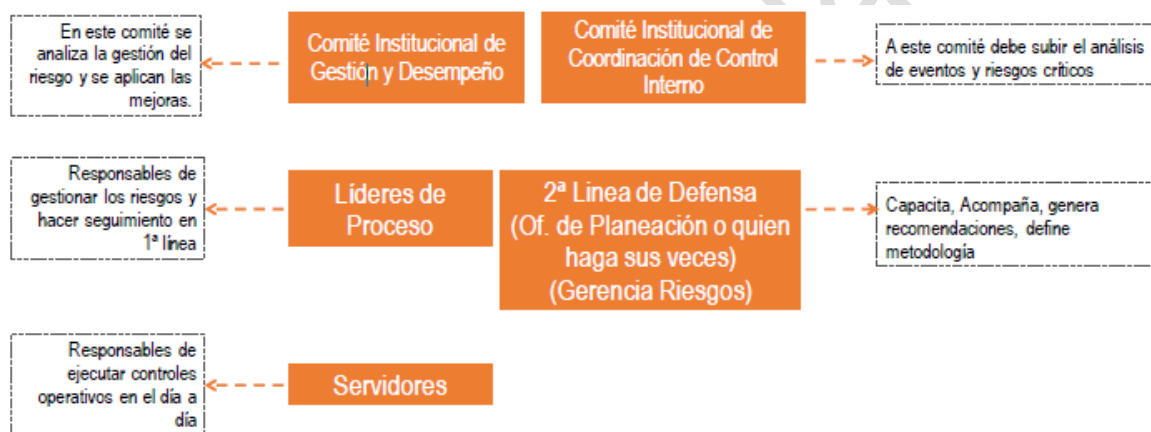 En este comité se
analiza la gestión del
riesgo y se aplican las
mejoras.
Comité Institucional de
Gestión y Desempeño
Comité Institucional de
Coordinación de Control
Interno
A este comité debe subir el análisis
de eventos y riesgos críticos
Responsables de
gestionar los riesgos y
hacer seguimiento en
1ª línea
Líderes de
Proceso
2ª Linea de Defensa
(Of. de Planeación o quien
haga sus veces)
(Gerencia Riesgos)
Capacita, Acompaña, genera
recomendaciones, define
metodología
Responsables de
ejecutar controles
operativos en el día a
día
Servidores